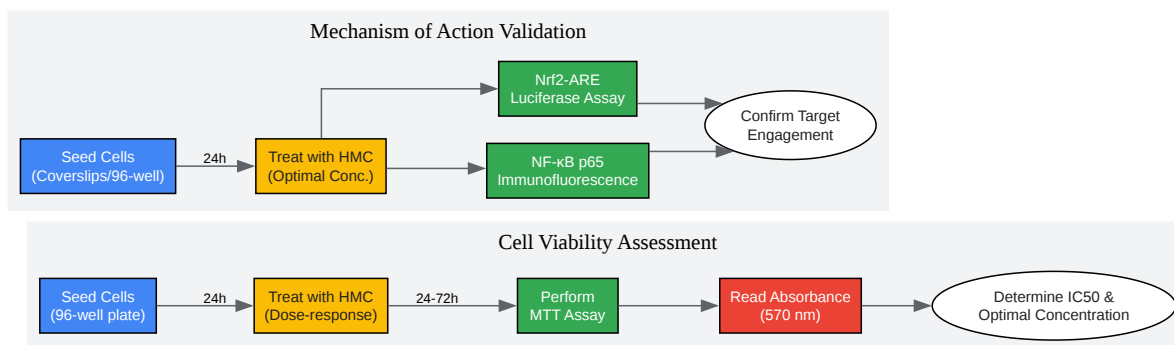 Mechanism of Action Validation
Nrf2-ARE
Luciferase Assay
Confirm Target
Engagement
Seed Cells
(Coverslips/96-well)
24h
Treat with HMC
(Optimal Conc.)
NF-κB p65
Immunofluorescence
Cell Viability Assessment
Seed Cells
(96-well plate)
24h
Treat with HMC
(Dose-response)
24-72h
Perform
MTT Assay
Read Absorbance
(570 nm)
Determine IC50 &
Optimal Concentration